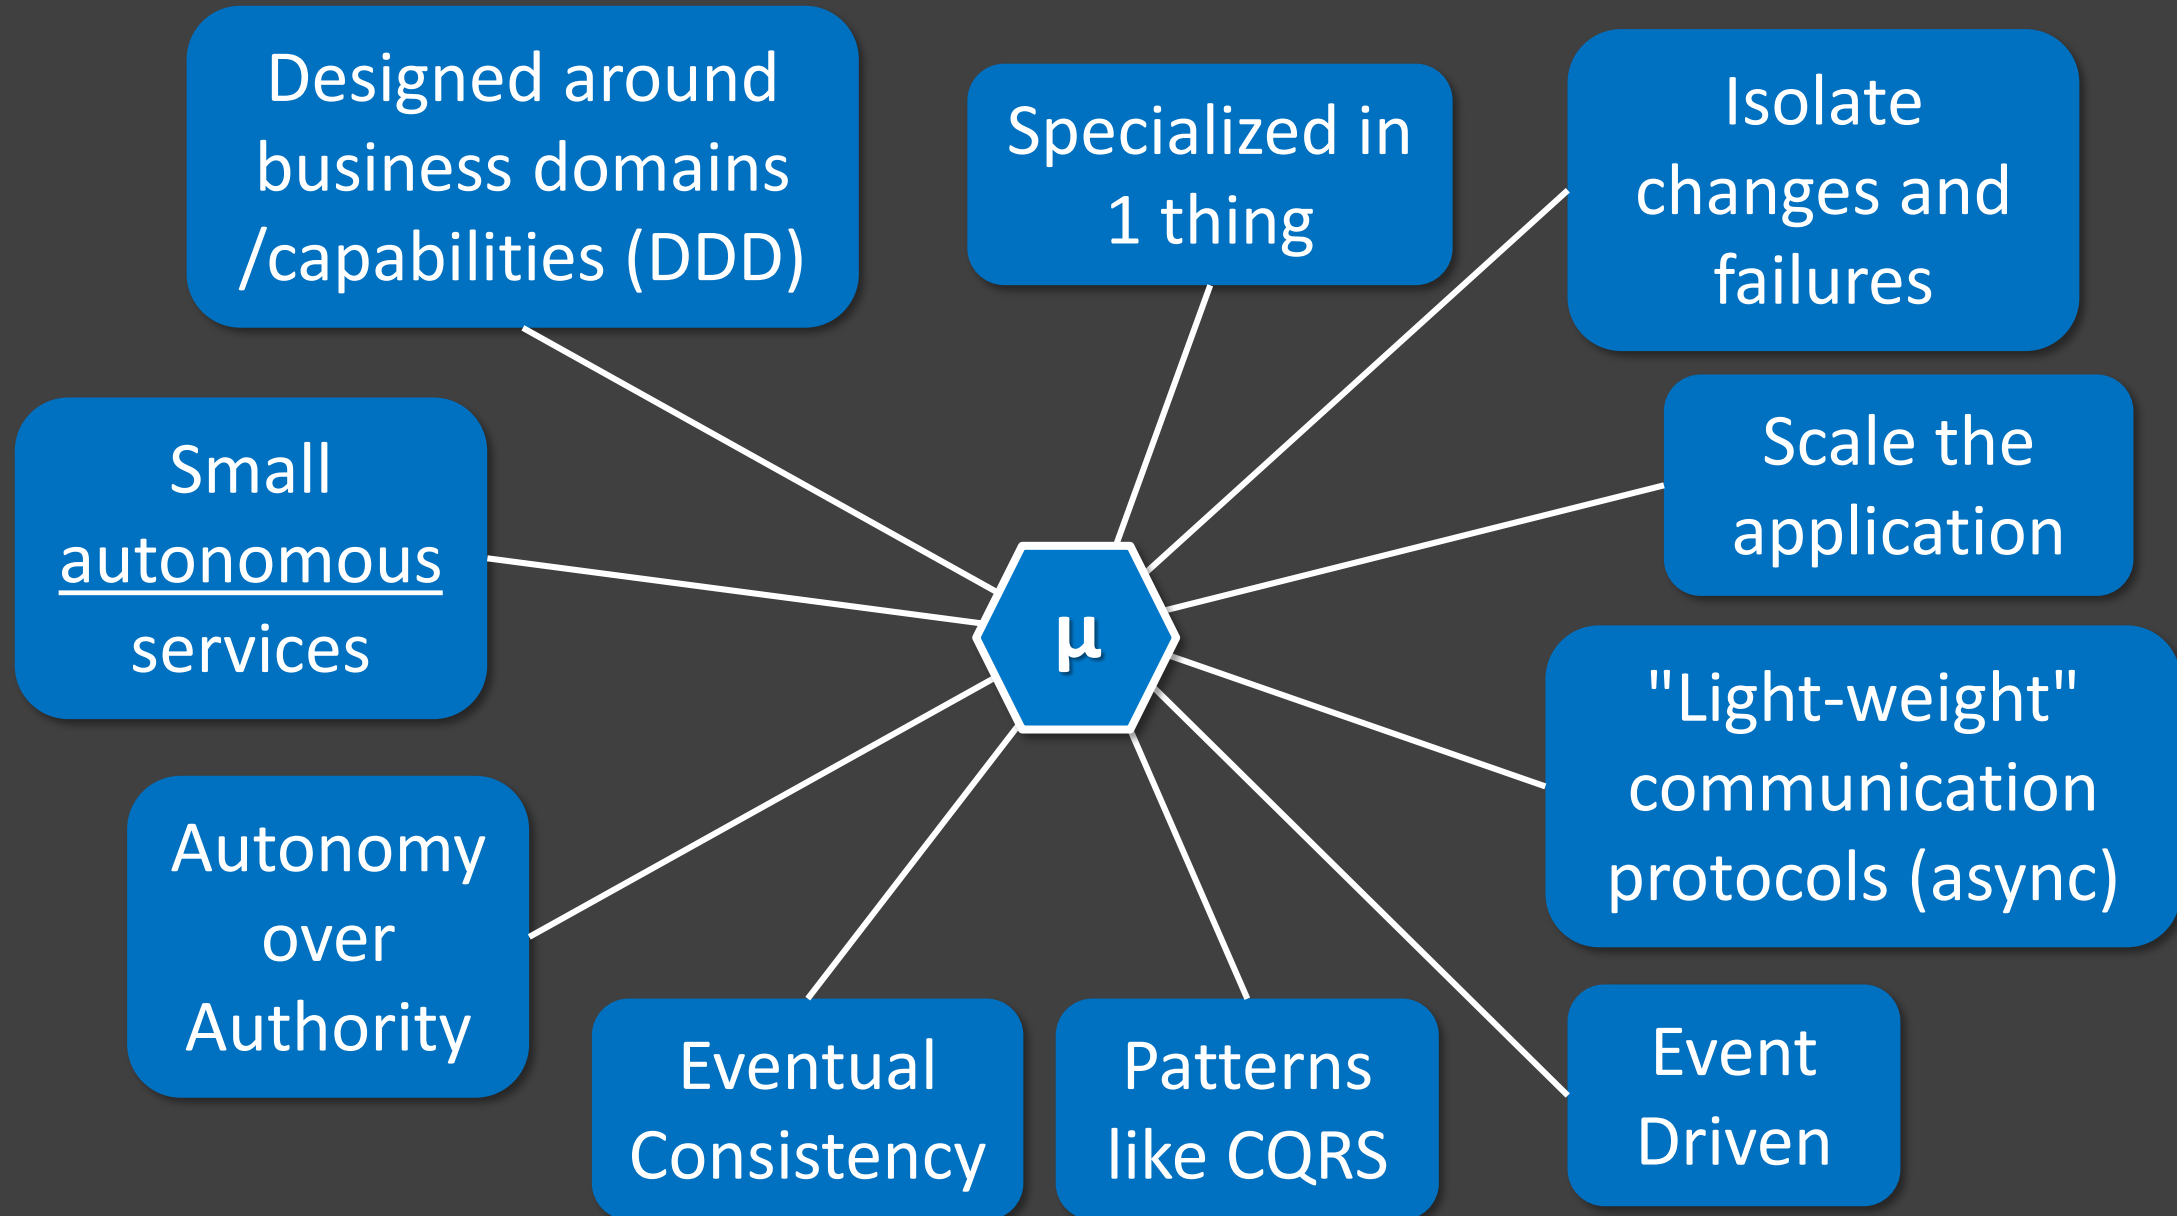 Designed around
business domains
/capabilities (DDD)
Specialized in
1 thing
Isolate
changes and
failures
Small
autonomous
services
Scale the
application
µ
"Light-weight"
communication
protocols (async)
Autonomy
over
Authority
Eventual
Consistency
Patterns
like CQRS
Event
Driven